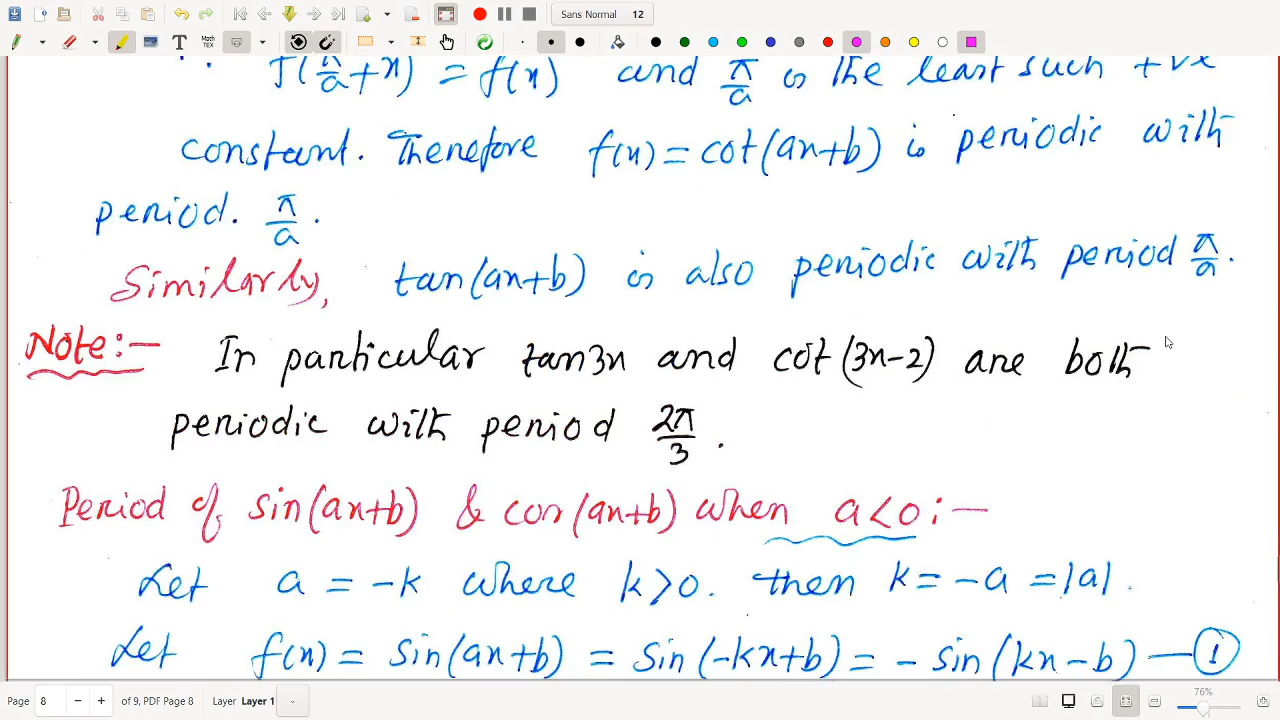 Sans Normal 12
T MATH TEX
∵ f(π/a+x) = f(x) and π/a is the least such +ve
constant. Therefore f(x) = cot(ax+b) is periodic with
period. π/a.
Similarly, tan(ax+b) is also periodic with period π/a.
Note:- In particular tan3x and cot(3x-2) are both
periodic with period 2π/3.
Period of sin(ax+b) & cos(ax+b) when a<0:-
Let a = -k where k>0. then k = -a = |a|.
Let f(x) = sin(ax+b) = sin(-kx+b) = - sin(kx-b) — ①
Page 8 of 9, PDF Page 8 Layer Layer 1 76%